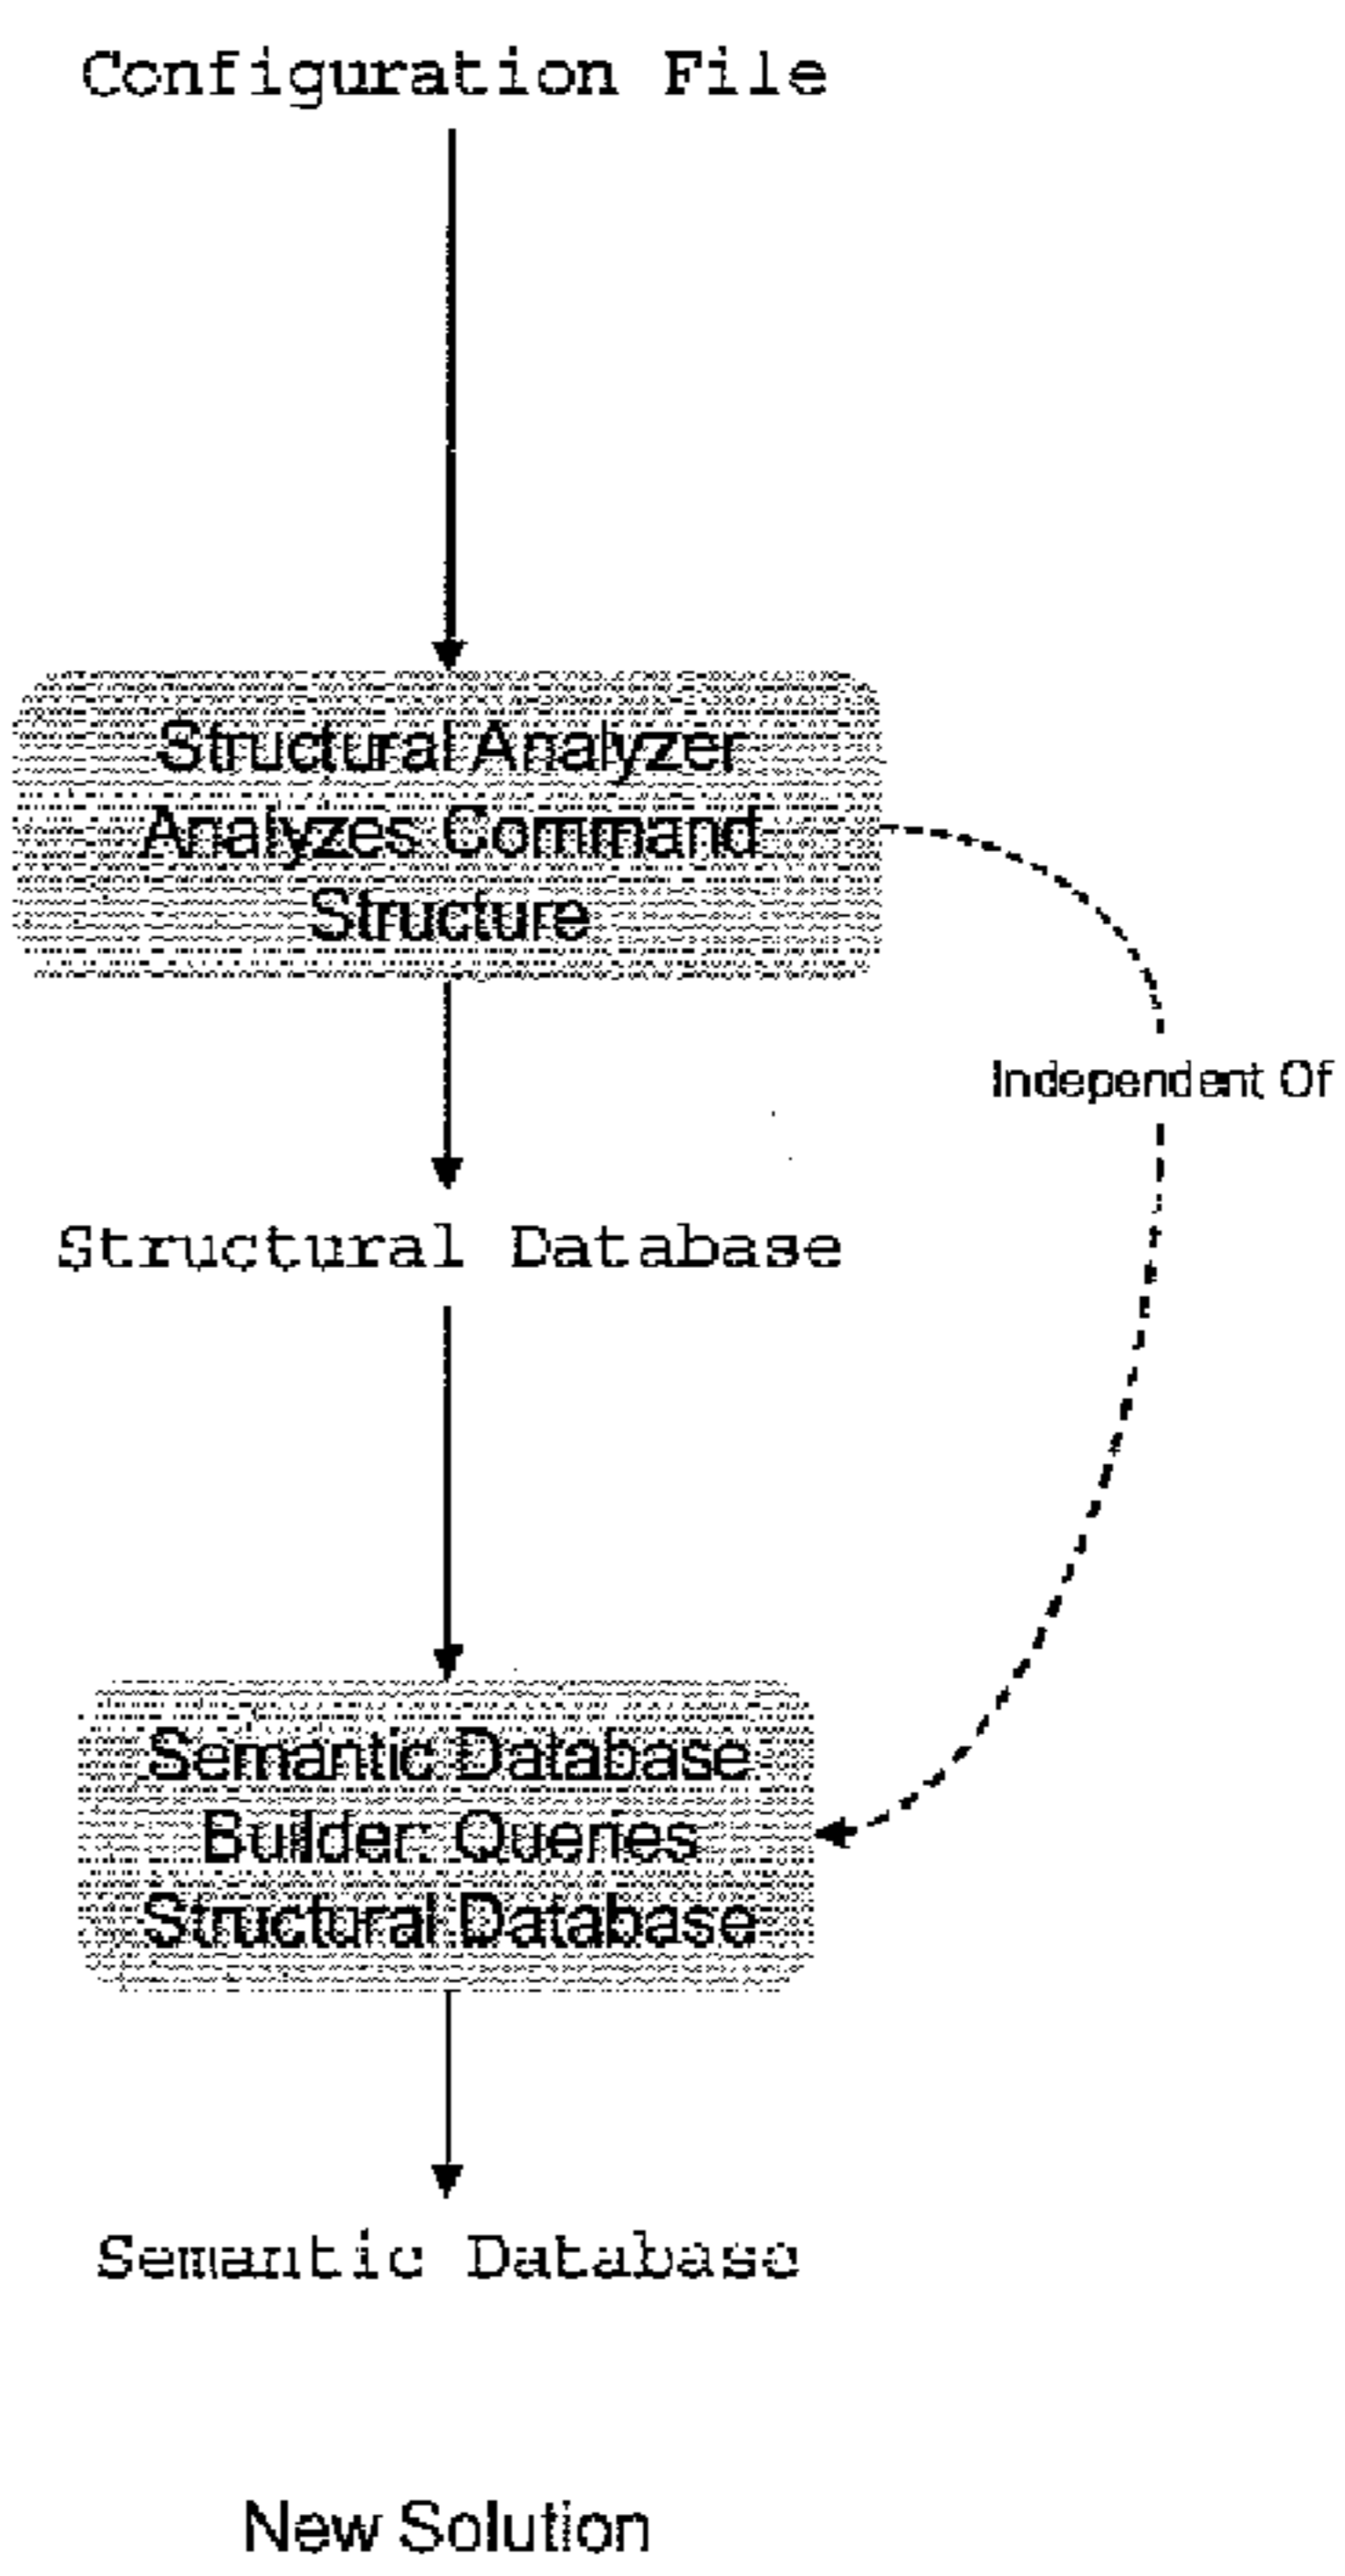 Configuration File
Structural Analyzer
Analyzes Command
Structure
Independent Of
Structural Database
Semantic Database
Builder: Queries
Structural Database
Semantic Database
New Solution